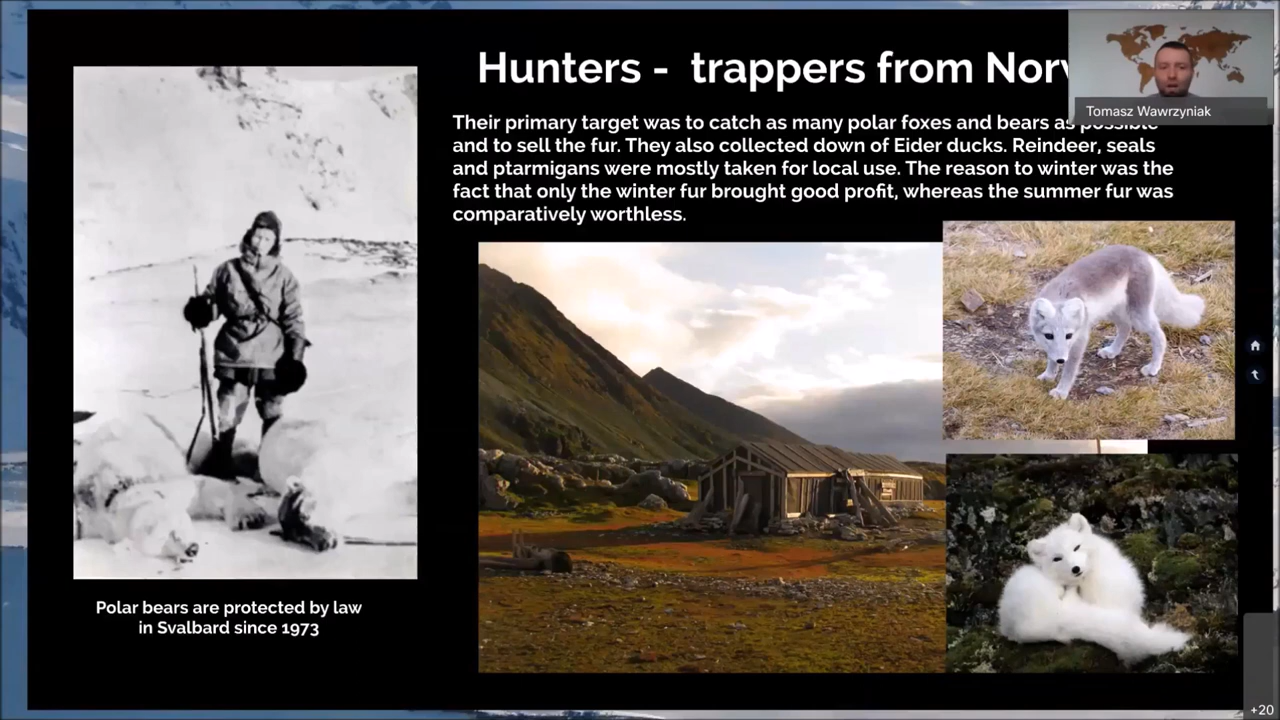 Hunters - trappers from Nor
Tomasz Wawrzyniak
Their primary target was to catch as many polar foxes and bears as possible
and to sell the fur. They also collected down of Eider ducks. Reindeer, seals
and ptarmigans were mostly taken for local use. The reason to winter was the
fact that only the winter fur brought good profit, whereas the summer fur was
comparatively worthless.
Polar bears are protected by law
in Svalbard since 1973
+20